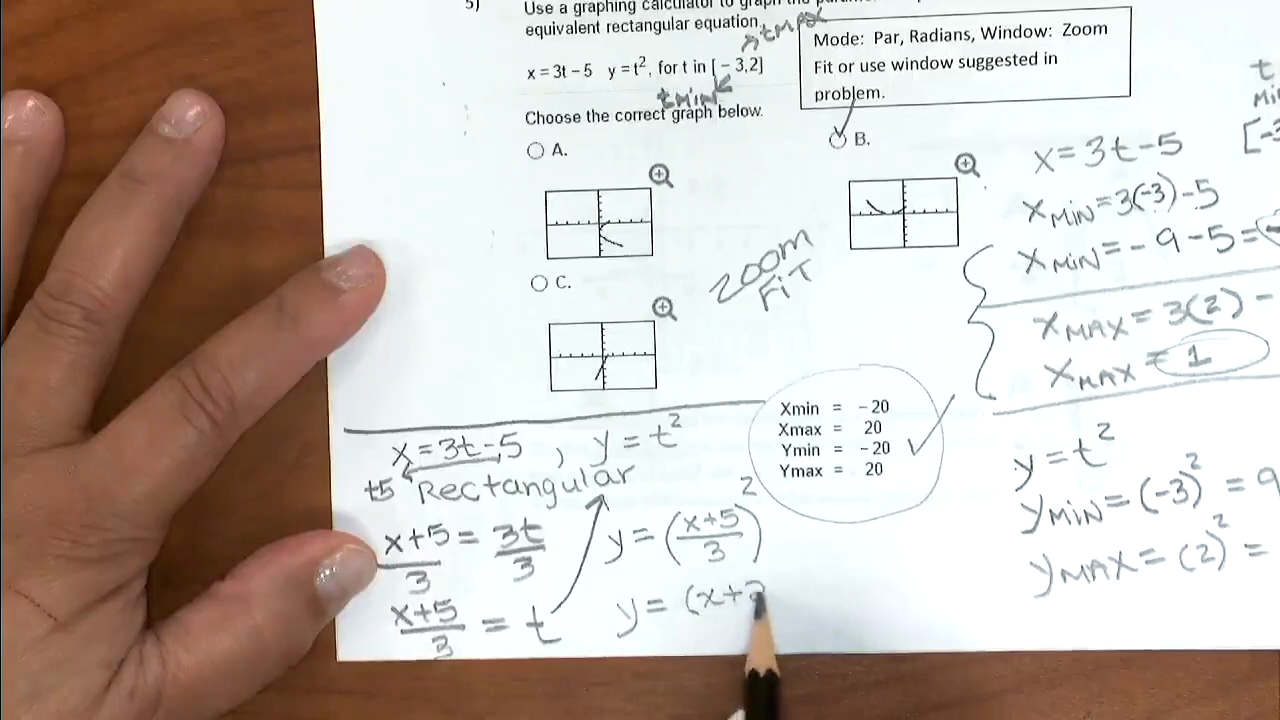 5) Use a graphing calculator to graph the
equivalent rectangular equation.
tMAX
x = 3t – 5 y = t², for t in [ – 3,2]
tMIN
Mode: Par, Radians, Window: Zoom
Fit or use window suggested in
problem.
Choose the correct graph below.
A.
B.
C.
ZOOM
FIT
Xmin = – 20
Xmax = 20
Ymin = – 20
Ymax = 20
x = 3t – 5 , y = t²
+5 Rectangular
x+5 = 3t
3 3
x+5 = t
3
y = (x+5)²
3
y = (x+
t
x = 3t – 5
xMIN = 3(-3) – 5
xMIN = – 9 – 5 =
xMAX = 3(2) –
xMAX = 1
y = t²
yMIN = (-3)² = 9
yMAX = (2)² =